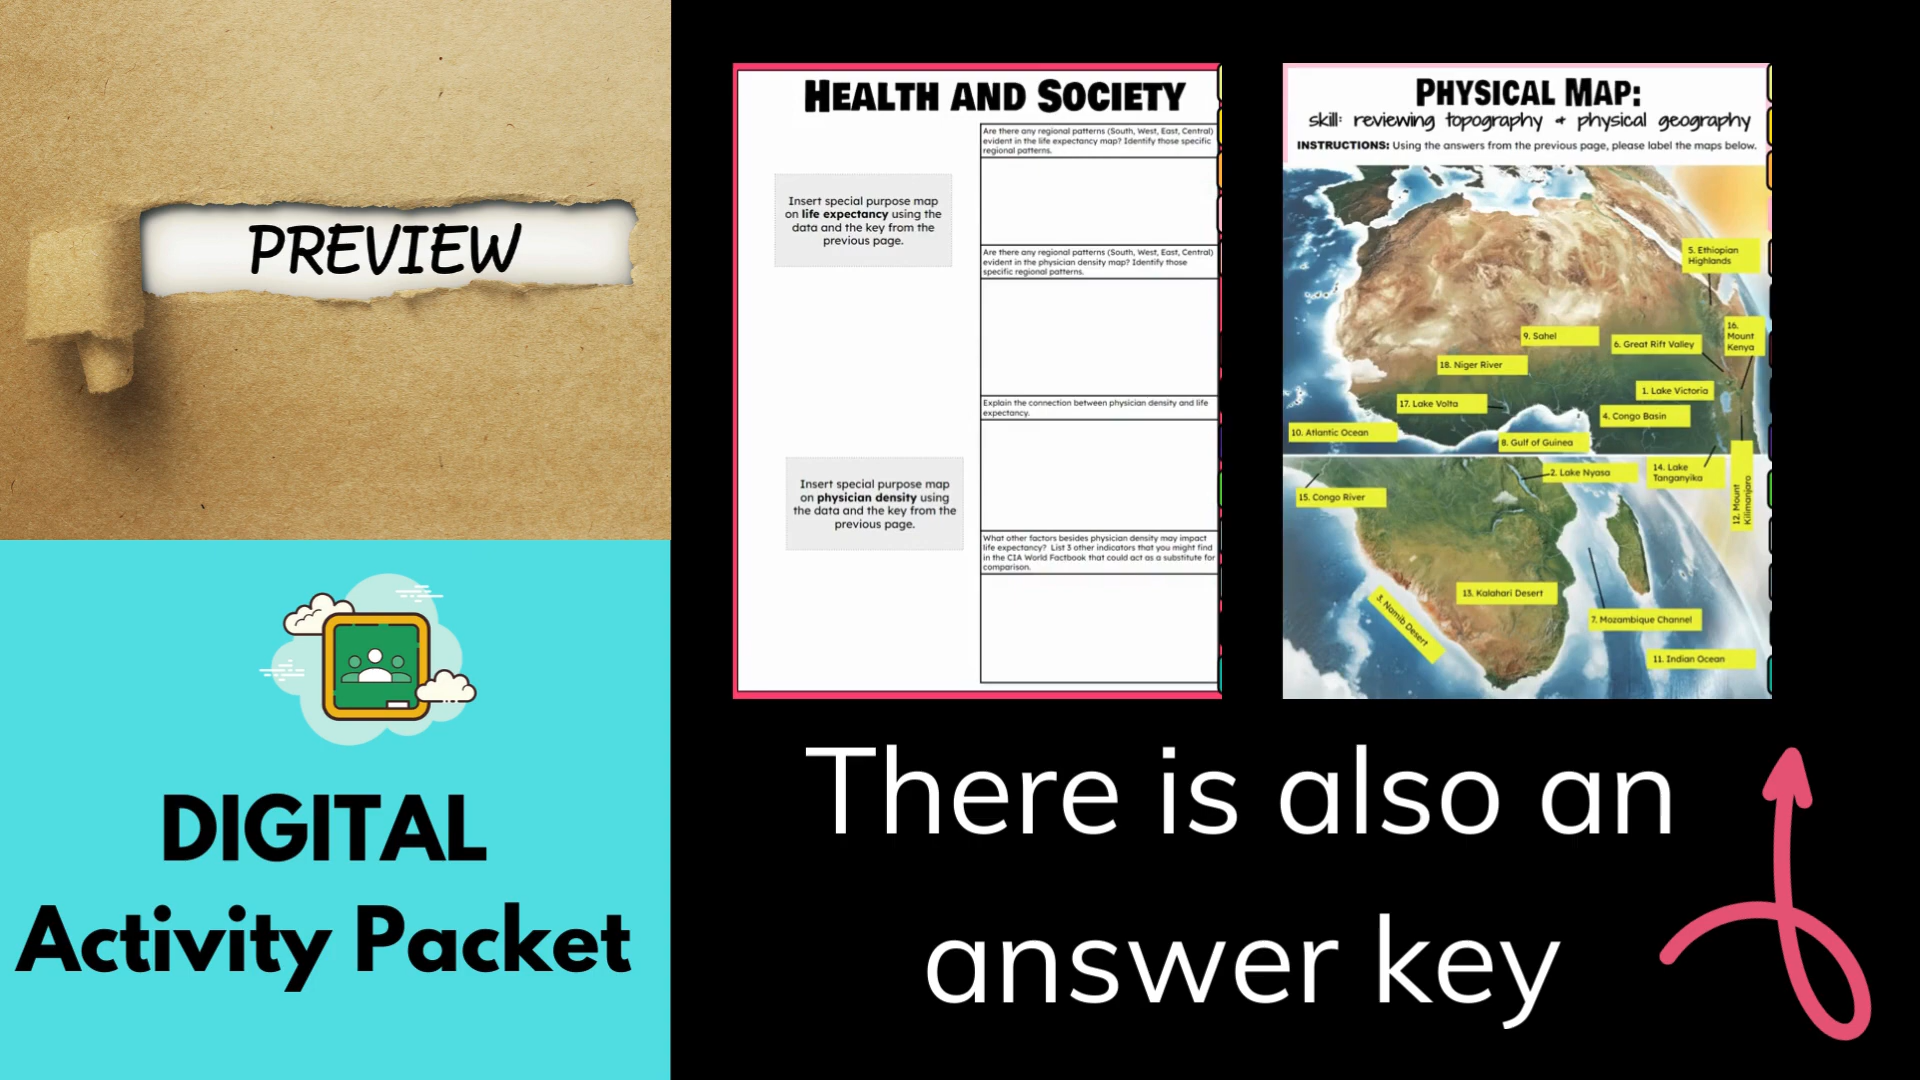 PREVIEW
DIGITAL
Activity Packet
HEALTH AND SOCIETY
Insert special purpose map
on life expectancy using the
data and the key from the
previous page.
Insert special purpose map
on physician density using
the data and the key from the
previous page.
Are there any regional patterns (South, West, East, Central)
evident in the life expectancy map? Identify those specific
regional patterns.
Are there any regional patterns (South, West, East, Central)
evident in the physician density map? Identify those
specific regional patterns.
Explain the connection between physician density and life
expectancy.
What other factors besides physician density may impact
life expectancy? List 3 other indicators that you might find
in the CIA World Factbook that could act as a substitute for
comparison.
PHYSICAL MAP:
skill: reviewing topography + physical geography
INSTRUCTIONS: Using the answers from the previous page, please label the maps below.
5. Ethiopian
Highlands
16.
Mount
Kenya
9. Sahel
6. Great Rift Valley
18. Niger River
1. Lake Victoria
17. Lake Volta
4. Congo Basin
10. Atlantic Ocean
8. Gulf of Guinea
2. Lake Nyasa
14. Lake
Tanganyika
12. Mount
Kilimanjaro
15. Congo River
13. Kalahari Desert
3. Namib Desert
7. Mozambique Channel
11. Indian Ocean
There is also an
answer key